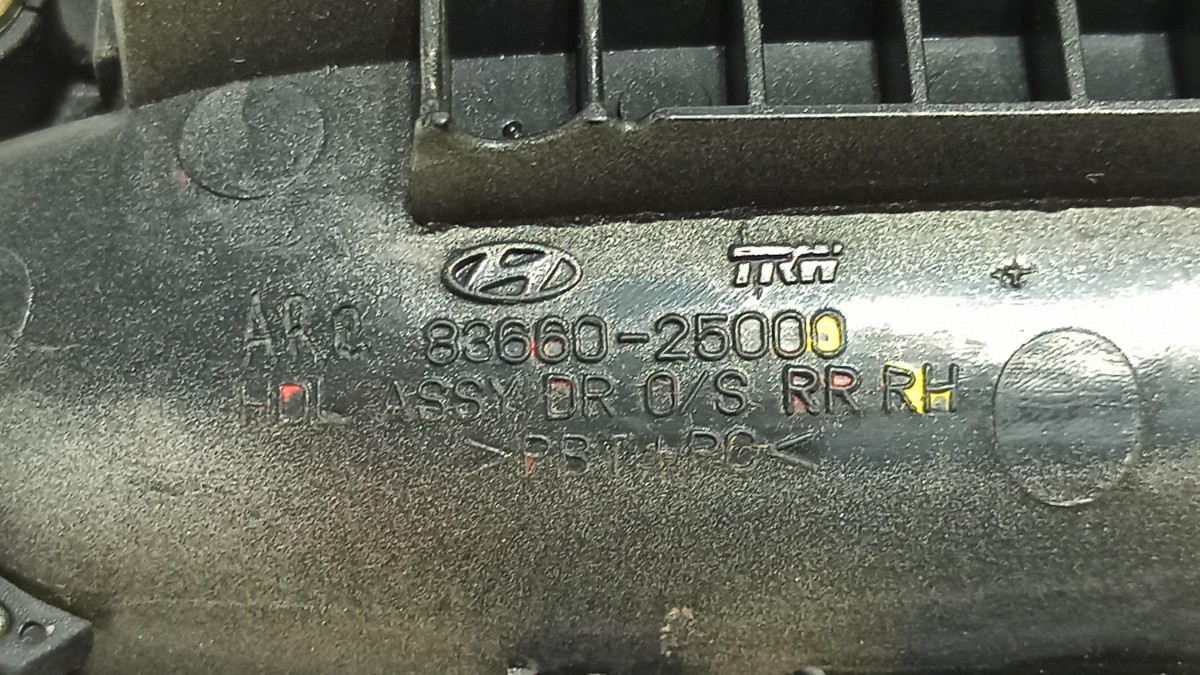 TRW
ARQ 83660-25000
HDL ASSY DR O/S RR RH
>PBT+PC<